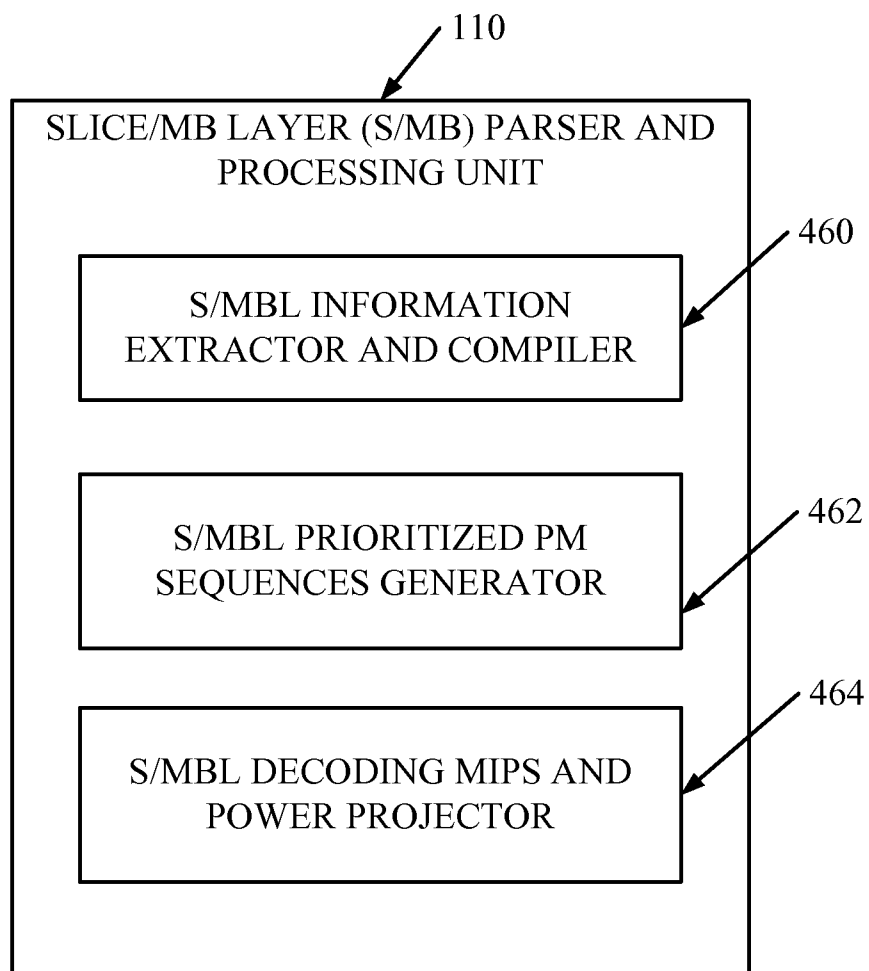 110
SLICE/MB LAYER (S/MB) PARSER AND
PROCESSING UNIT
460
S/MBL INFORMATION
EXTRACTOR AND COMPILER
462
S/MBL PRIORITIZED PM
SEQUENCES GENERATOR
464
S/MBL DECODING MIPS AND
POWER PROJECTOR